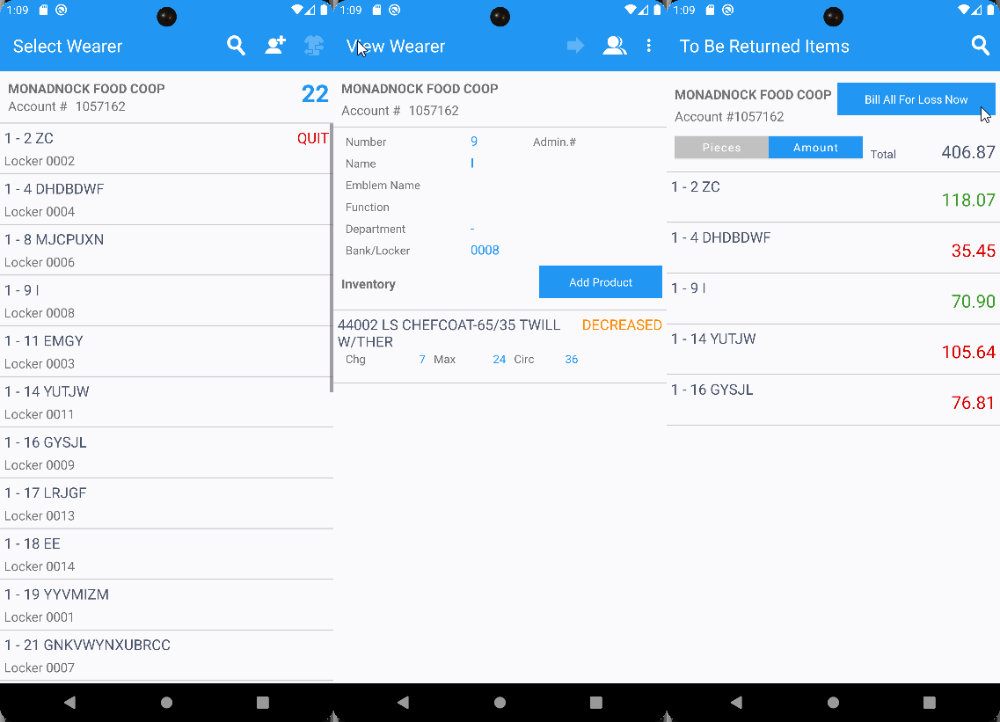 1:09
Select Wearer
MONADNOCK FOOD COOP
22
Account # 1057162
1 - 2 ZC
QUIT
Locker 0002
1 - 4 DHDBDWF
Locker 0004
1 - 8 MJCPUXN
Locker 0006
1 - 9 I
Locker 0008
1 - 11 EMGY
Locker 0003
1 - 14 YUTJW
Locker 0011
1 - 16 GYSJL
Locker 0009
1 - 17 LRJGF
Locker 0013
1 - 18 EE
Locker 0014
1 - 19 YYVMIZM
Locker 0001
1 - 21 GNKVWYNXUBRCC
Locker 0007
1:09
View Wearer
MONADNOCK FOOD COOP
Account # 1057162
Number 9 Admin.#
Name I
Emblem Name
Function
Department -
Bank/Locker 0008
Inventory
Add Product
44002 LS CHEFCOAT-65/35 TWILL
W/THER
DECREASED
Chg 7 Max 24 Circ 36
1:09
To Be Returned Items
MONADNOCK FOOD COOP
Account #1057162
Bill All For Loss Now
Pieces Amount Total 406.87
1 - 2 ZC
118.07
1 - 4 DHDBDWF
35.45
1 - 9 I
70.90
1 - 14 YUTJW
105.64
1 - 16 GYSJL
76.81